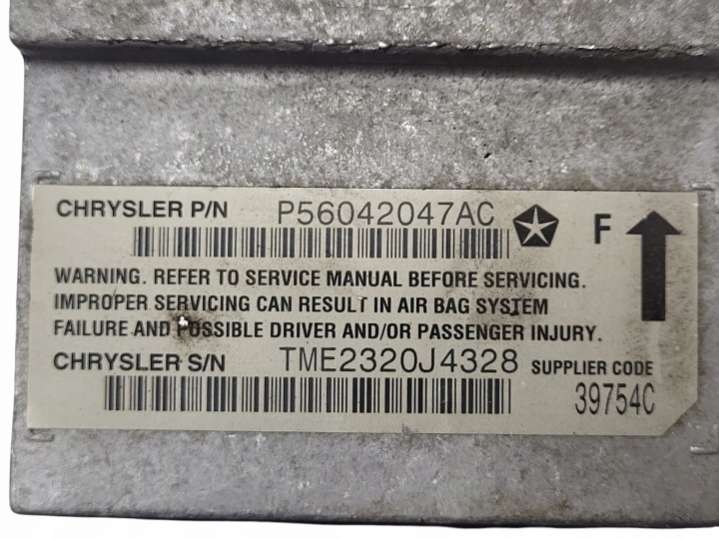 CHRYSLER P/N P56042047AC F
WARNING. REFER TO SERVICE MANUAL BEFORE SERVICING.
IMPROPER SERVICING CAN RESULT IN AIR BAG SYSTEM
FAILURE AND POSSIBLE DRIVER AND/OR PASSENGER INJURY.
CHRYSLER S/N TME2320J4328 SUPPLIER CODE
39754C